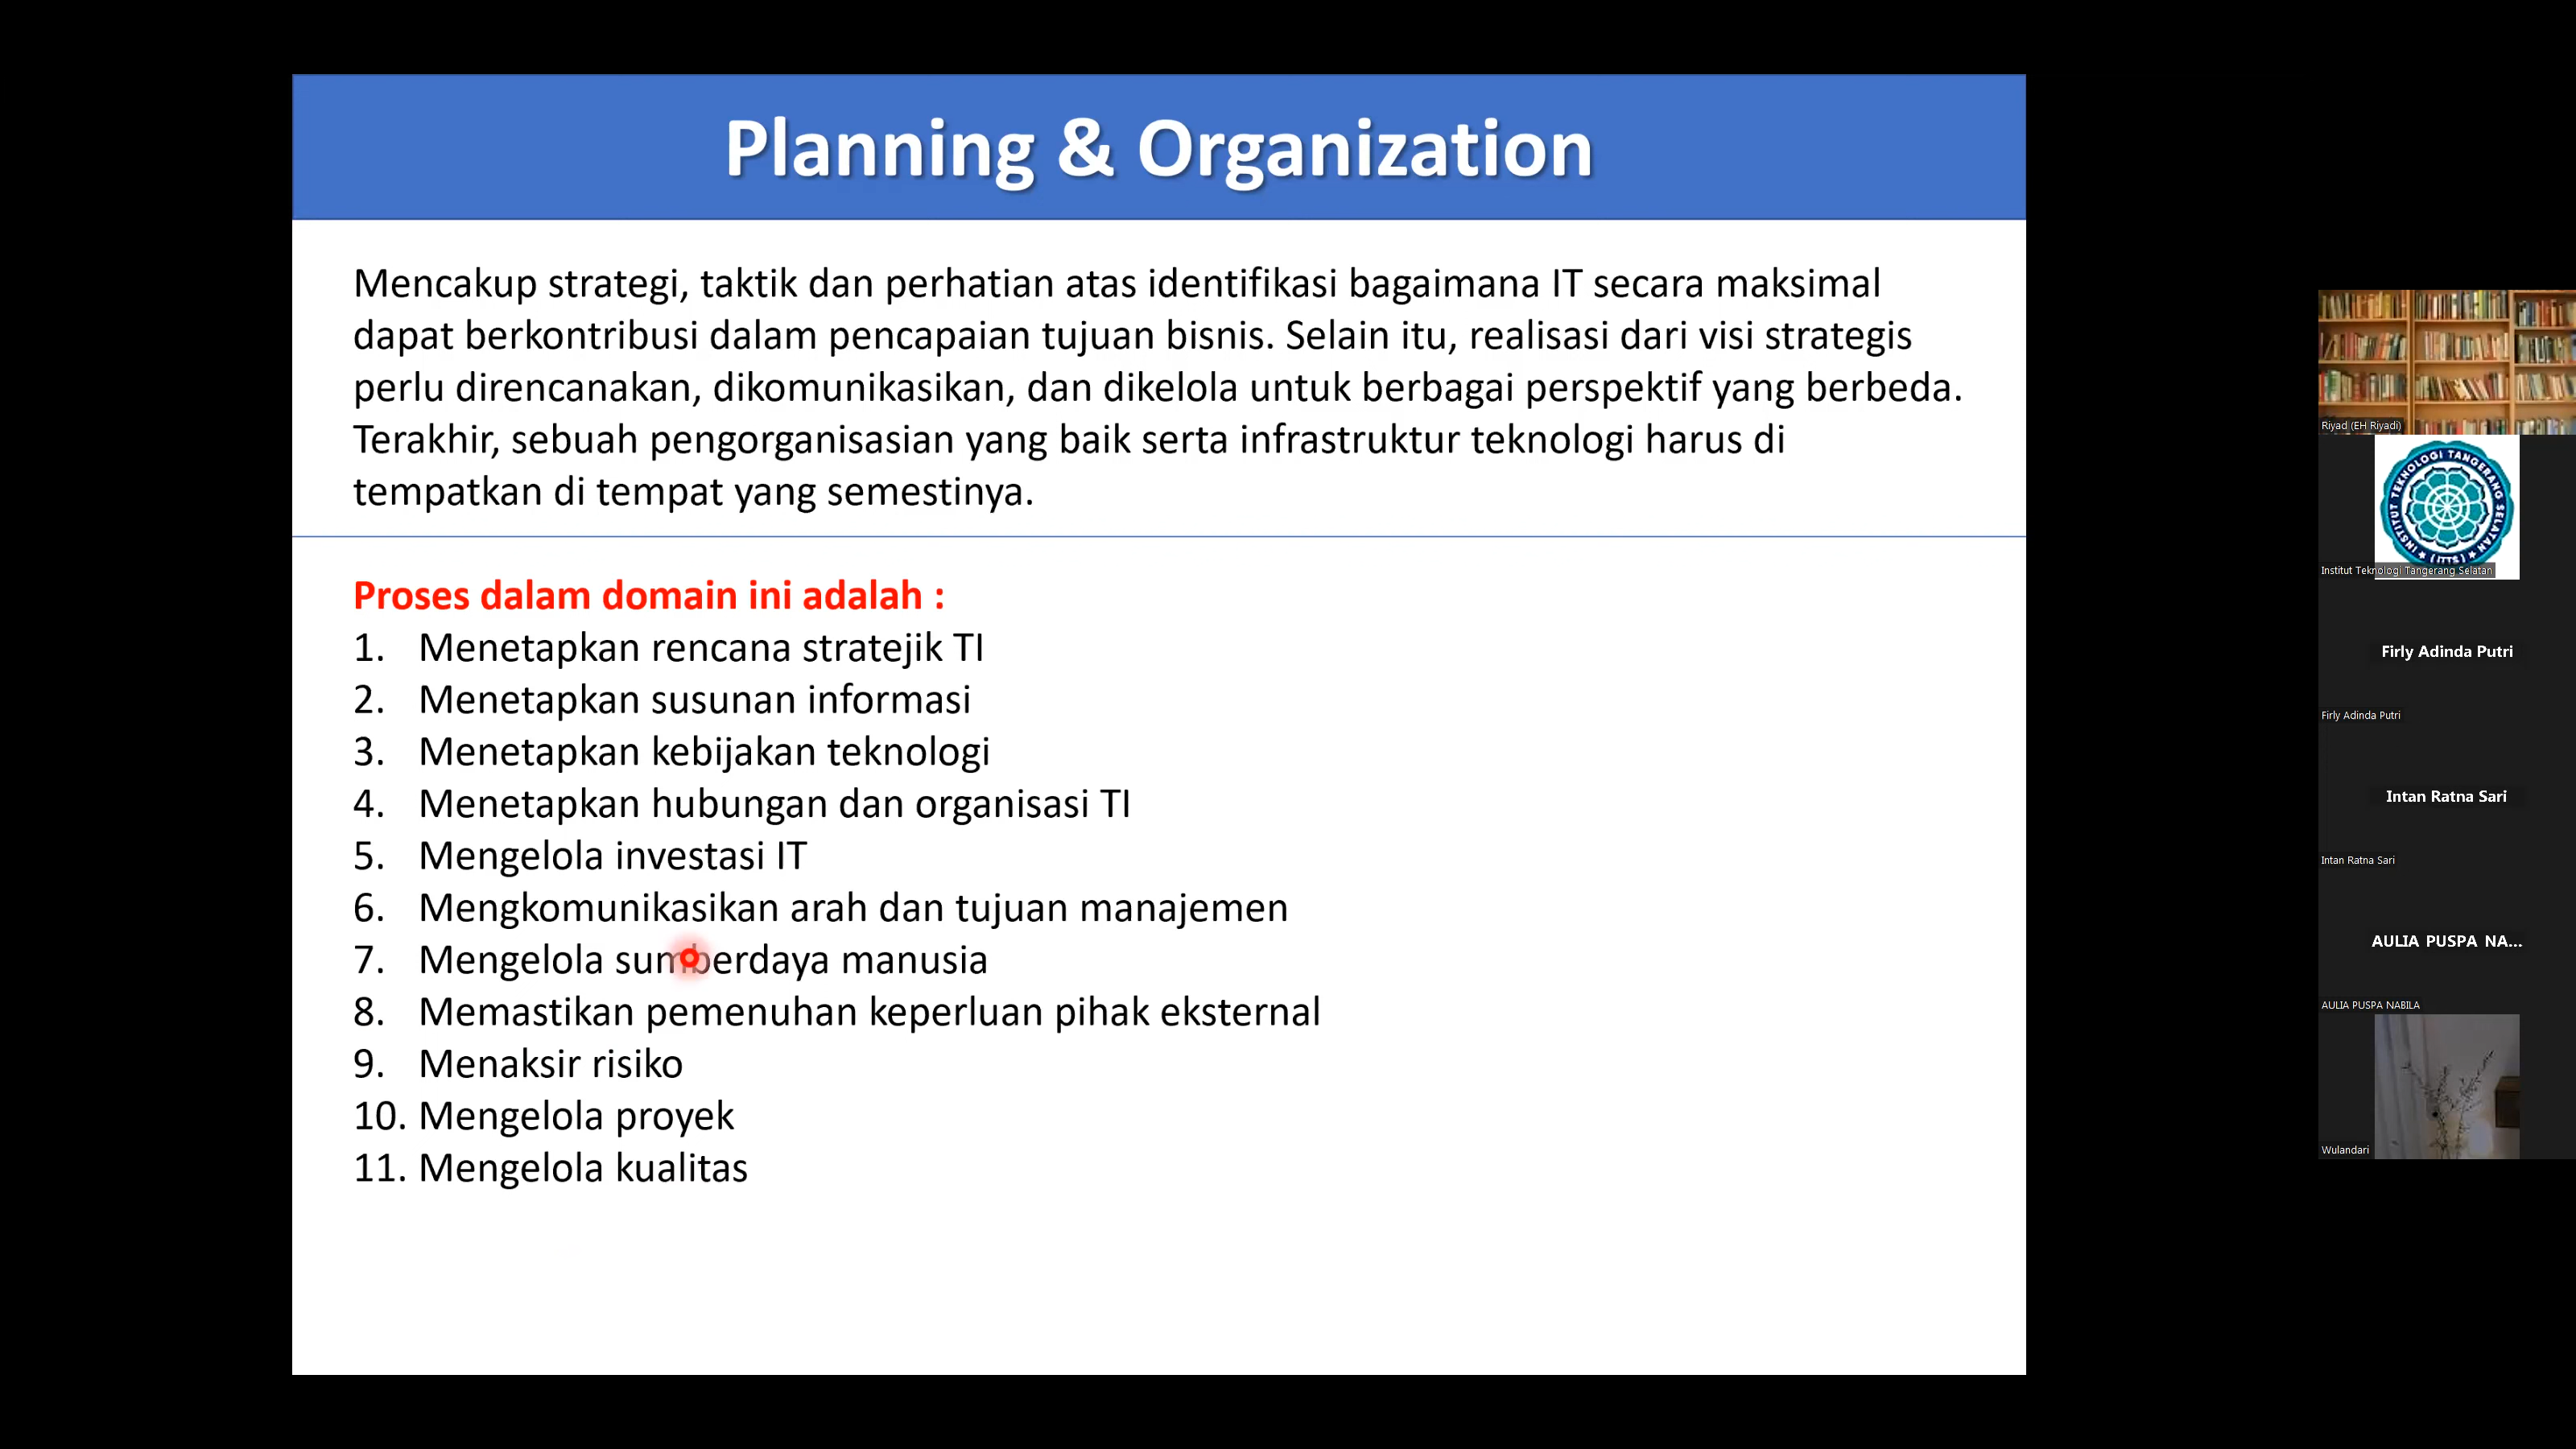 Planning & Organization
Mencakup strategi, taktik dan perhatian atas identifikasi bagaimana IT secara maksimal
dapat berkontribusi dalam pencapaian tujuan bisnis. Selain itu, realisasi dari visi strategis
perlu direncanakan, dikomunikasikan, dan dikelola untuk berbagai perspektif yang berbeda.
Terakhir, sebuah pengorganisasian yang baik serta infrastruktur teknologi harus di
tempatkan di tempat yang semestinya.
Proses dalam domain ini adalah :
1. Menetapkan rencana stratejik TI
2. Menetapkan susunan informasi
3. Menetapkan kebijakan teknologi
4. Menetapkan hubungan dan organisasi TI
5. Mengelola investasi IT
6. Mengkomunikasikan arah dan tujuan manajemen
7. Mengelola sumberdaya manusia
8. Memastikan pemenuhan keperluan pihak eksternal
9. Menaksir risiko
10. Mengelola proyek
11. Mengelola kualitas
Riyad (EH Riyadi)
INSTITUT TEKNOLOGI TANGERANG SELATAN
(ITTS)
Institut Teknologi Tangerang Selatan
Firly Adinda Putri
Firly Adinda Putri
Intan Ratna Sari
Intan Ratna Sari
AULIA PUSPA NA...
AULIA PUSPA NABILA
Wulandari